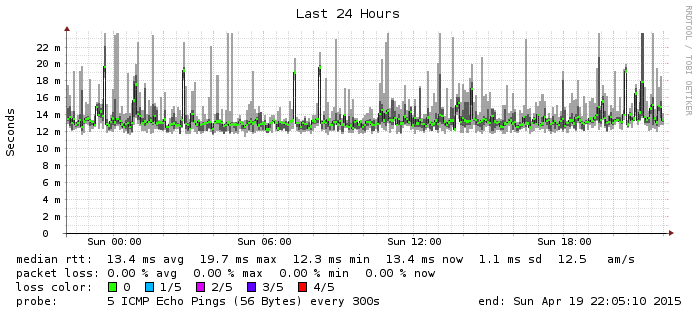 Last 24 Hours
RRDTOOL / TOBI OETIKER
Seconds
22 m
20 m
18 m
16 m
14 m
12 m
10 m
8 m
6 m
4 m
2 m
0
Sun 00:00 Sun 06:00 Sun 12:00 Sun 18:00
median rtt: 13.4 ms avg 19.7 ms max 12.3 ms min 13.4 ms now 1.1 ms sd 12.5 am/s
packet loss: 0.00 % avg 0.00 % max 0.00 % min 0.00 % now
loss color: 0 1/5 2/5 3/5 4/5
probe: 5 ICMP Echo Pings (56 Bytes) every 300s end: Sun Apr 19 22:05:10 2015